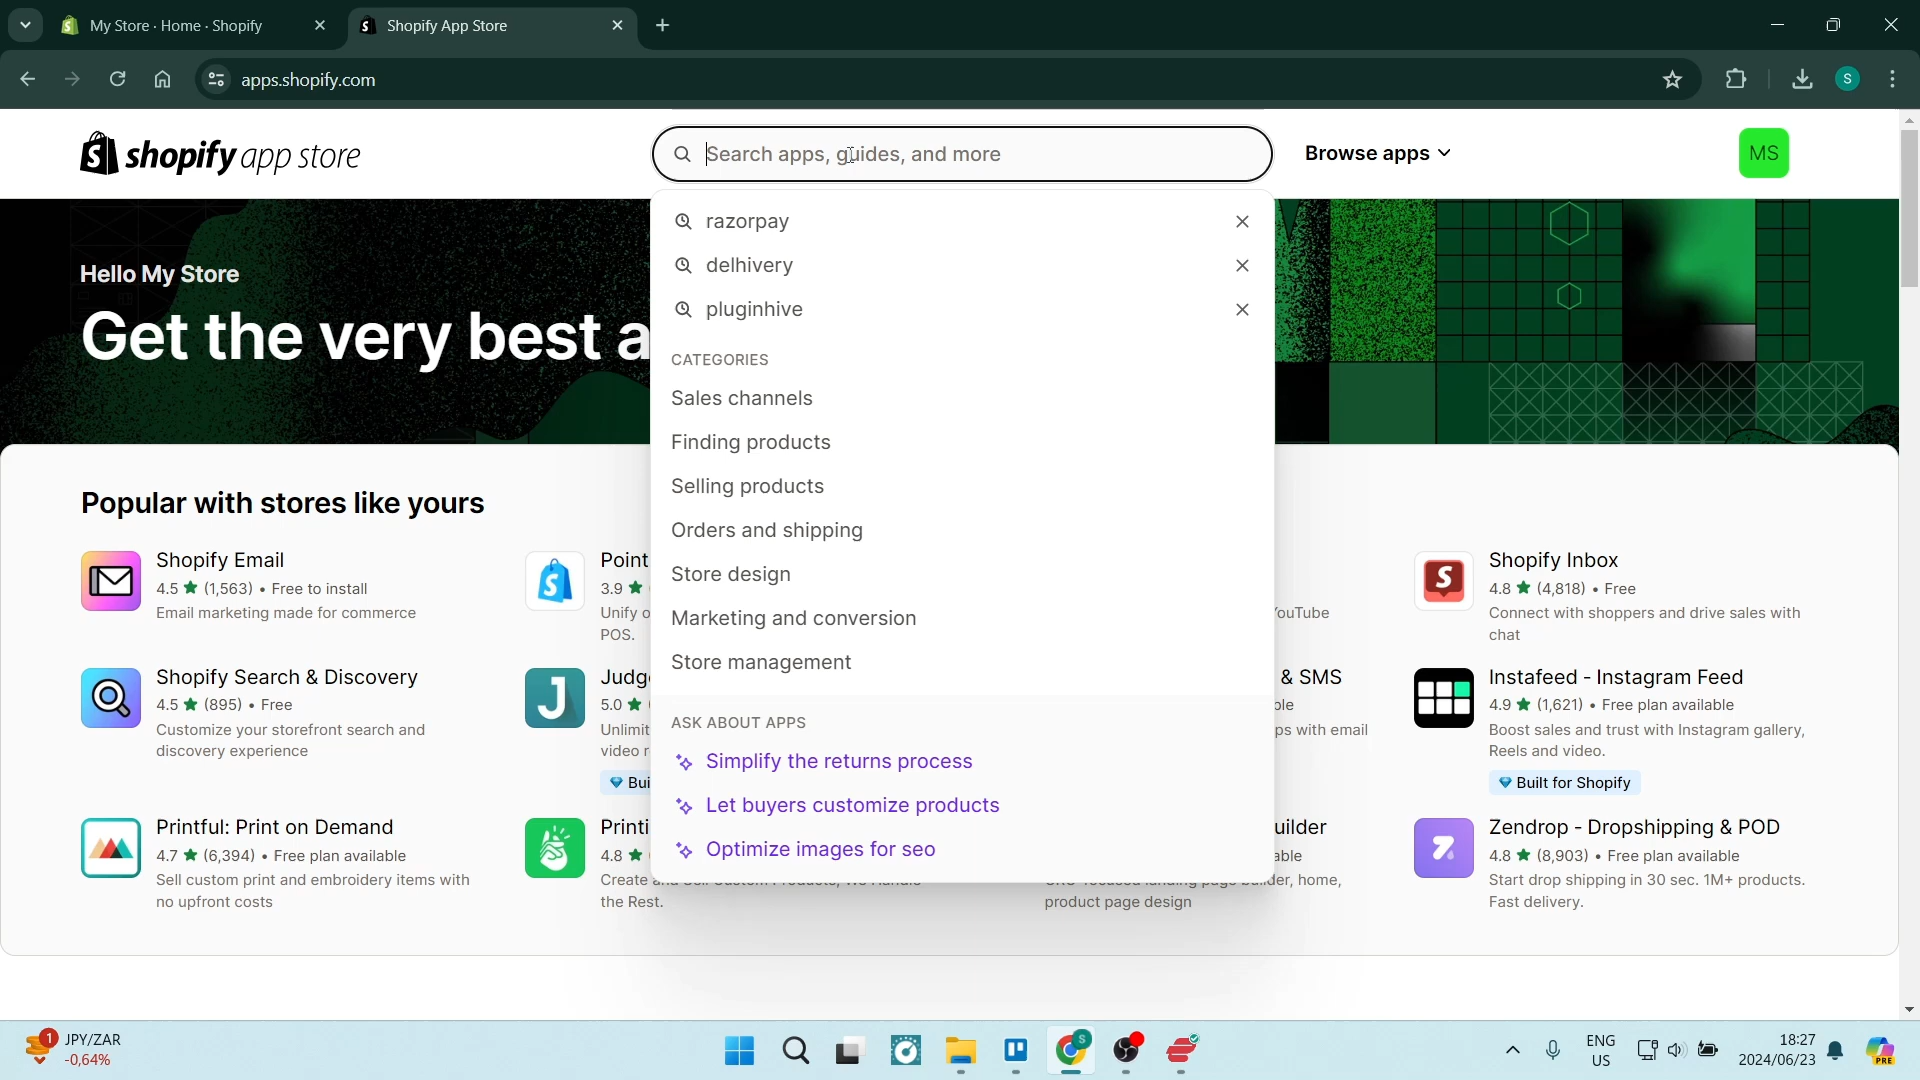 My Store · Home · Shopify
Shopify App Store
apps.shopify.com
S
shopify app store
Search apps, guides, and more
Browse apps
MS
razorpay
delhivery
pluginhive
CATEGORIES
Sales channels
Finding products
Selling products
Orders and shipping
Store design
Marketing and conversion
Store management
ASK ABOUT APPS
Simplify the returns process
Let buyers customize products
Optimize images for seo
Hello My Store
Get the very best a
Popular with stores like yours
Shopify Email
4.5 ★ (1,563) • Free to install
Email marketing made for commerce
Point
3.9 ★
Unify o
POS.
YouTube
Shopify Inbox
4.8 ★ (4,818) • Free
Connect with shoppers and drive sales with
chat
Shopify Search & Discovery
4.5 ★ (895) • Free
Customize your storefront search and
discovery experience
J
Judg
5.0 ★
Unlimit
video r
Bui
& SMS
ble
ps with email
Instafeed - Instagram Feed
4.9 ★ (1,621) • Free plan available
Boost sales and trust with Instagram gallery,
Reels and video.
Built for Shopify
Printful: Print on Demand
4.7 ★ (6,394) • Free plan available
Sell custom print and embroidery items with
no upfront costs
Printi
4.8 ★
Create
the Rest.
uilder
able
der, home,
product page design
Zendrop - Dropshipping & POD
4.8 ★ (8,903) • Free plan available
Start drop shipping in 30 sec. 1M+ products.
Fast delivery.
1
JPY/ZAR
-0,64%
ENG
US
18:27
2024/06/23
PRE